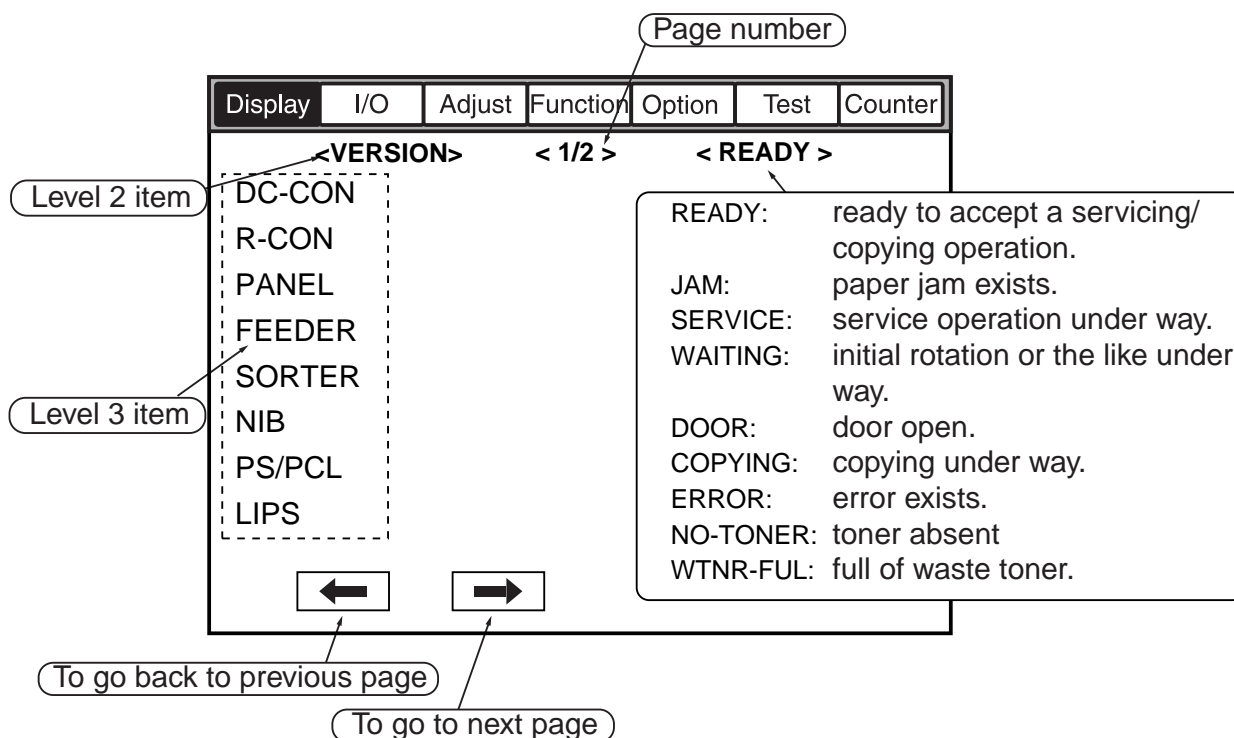 Page number
Display I/O Adjust Function Option Test Counter
<VERSION> < 1/2 > < READY >
Level 2 item
DC-CON
R-CON
PANEL
FEEDER
SORTER
Level 3 item
NIB
PS/PCL
LIPS
READY: ready to accept a servicing/
copying operation.
JAM: paper jam exists.
SERVICE: service operation under way.
WAITING: initial rotation or the like under
way.
DOOR: door open.
COPYING: copying under way.
ERROR: error exists.
NO-TONER: toner absent
WTNR-FUL: full of waste toner.
To go back to previous page
To go to next page